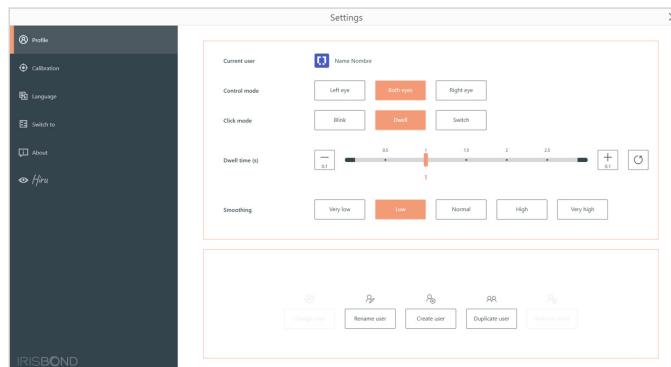 Settings
Profile
Calibration
Language
Switch to
About
Hiru
IRISBOND
Current user
Name Nombre
Control mode
Left eye
Both eyes
Right eye
Click mode
Blink
Dwell
Switch
Dwell time (s)
0.1
0.5
1
1.5
2
2.5
0.1
1
Smoothing
Very low
Low
Normal
High
Very high
Rename user
Create user
Duplicate user